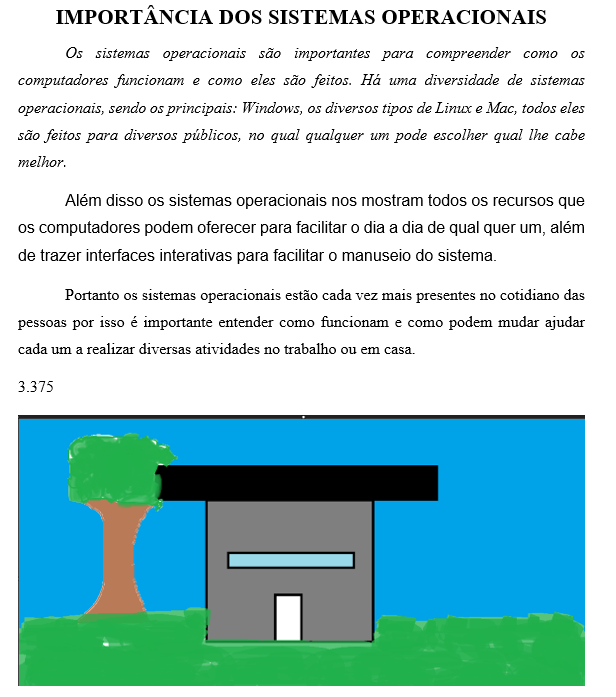 IMPORTÂNCIA DOS SISTEMAS OPERACIONAIS
Os sistemas operacionais são importantes para compreender como os
computadores funcionam e como eles são feitos. Há uma diversidade de sistemas
operacionais, sendo os principais: Windows, os diversos tipos de Linux e Mac, todos eles
são feitos para diversos públicos, no qual qualquer um pode escolher qual lhe cabe
melhor.
Além disso os sistemas operacionais nos mostram todos os recursos que
os computadores podem oferecer para facilitar o dia a dia de qual quer um, além
de trazer interfaces interativas para facilitar o manuseio do sistema.
Portanto os sistemas operacionais estão cada vez mais presentes no cotidiano das
pessoas por isso é importante entender como funcionam e como podem mudar ajudar
cada um a realizar diversas atividades no trabalho ou em casa.
3.375